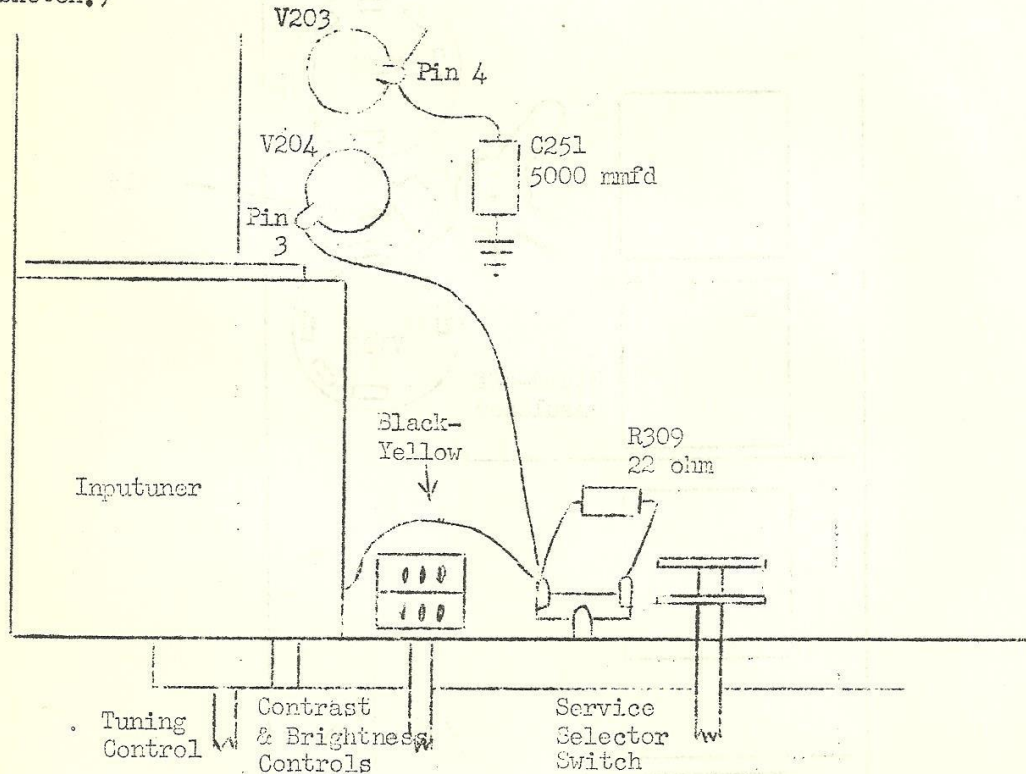 V203
Pin 4
V204
C251
5000 mmfd
Pin
3
Black-
Yellow
R309
22 ohm
Inputuner
Tuning
Control
Contrast
& Brightness
Controls
Service
Selector
Switch